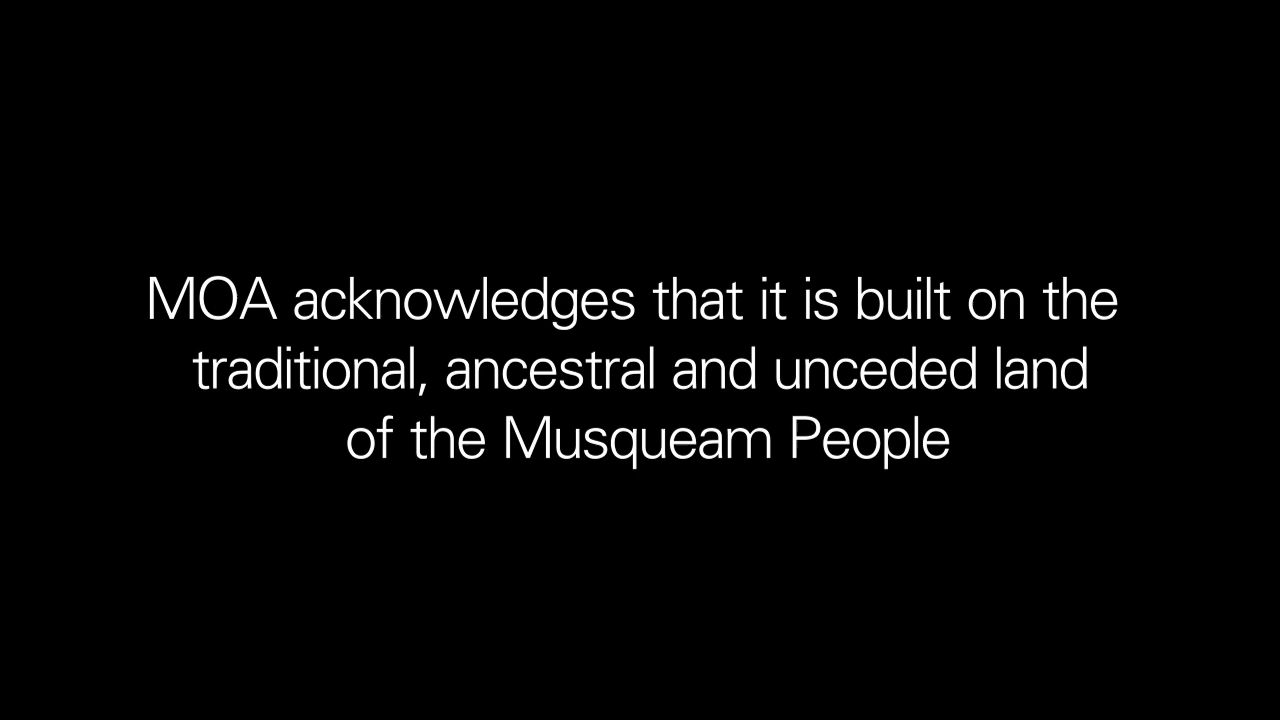 MOA acknowledges that it is built on the
traditional, ancestral and unceded land
of the Musqueam People